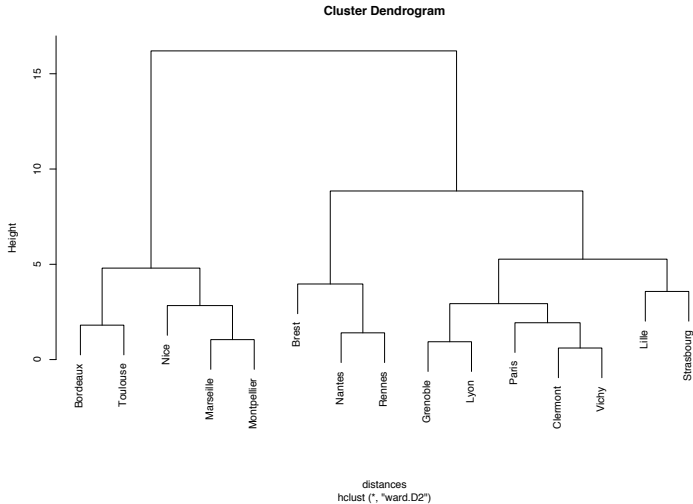 Cluster Dendrogram
Height
15
10
5
0
Bordeaux
Toulouse
Nice
Marseille
Montpellier
Brest
Nantes
Rennes
Grenoble
Lyon
Paris
Clermont
Vichy
Lille
Strasbourg
distances
hclust (*, "ward.D2")